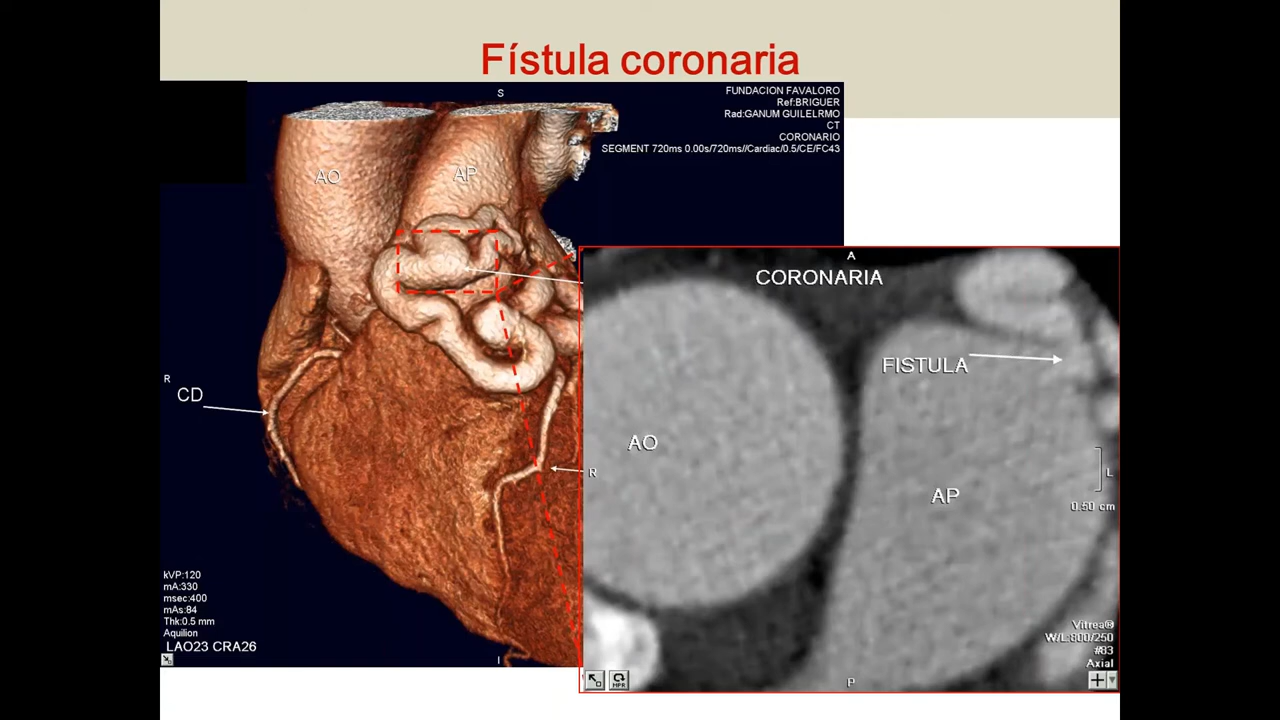 Fístula coronaria
S
FUNDACION FAVALORO
Ref:BRIGUER
Rad:GANUM GUILELRMO
CT
CORONARIO
SEGMENT 720ms 0.00s/720ms//Cardiac/0.5/CE/FC43
AO
AP
R
CD
kVP:120
mA:330
msec:400
mAs:84
Thk:0.5 mm
Aquilion
LAO23 CRA26
I
A
CORONARIA
FISTULA
AO
R
L
AP
0.50 cm
Vitrea®
W/L:800/250
#83
Axial
P
MPR